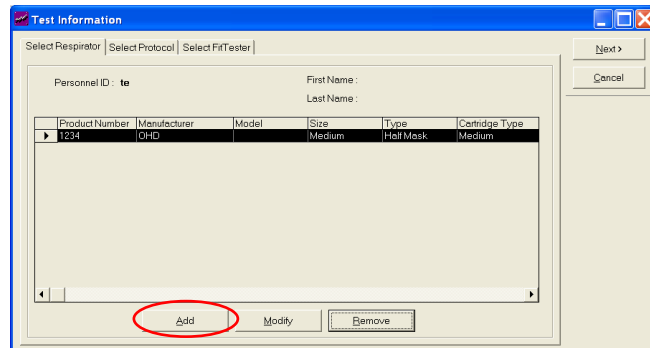 Test Information
Select Respirator Select Protocol Select FitTester
Next >
Cancel
Personnel ID : te
First Name :
Last Name :
Product Number Manufacturer Model Size Type Cartridge Type
1234 OHD Medium Half Mask Medium
Add Modify Remove